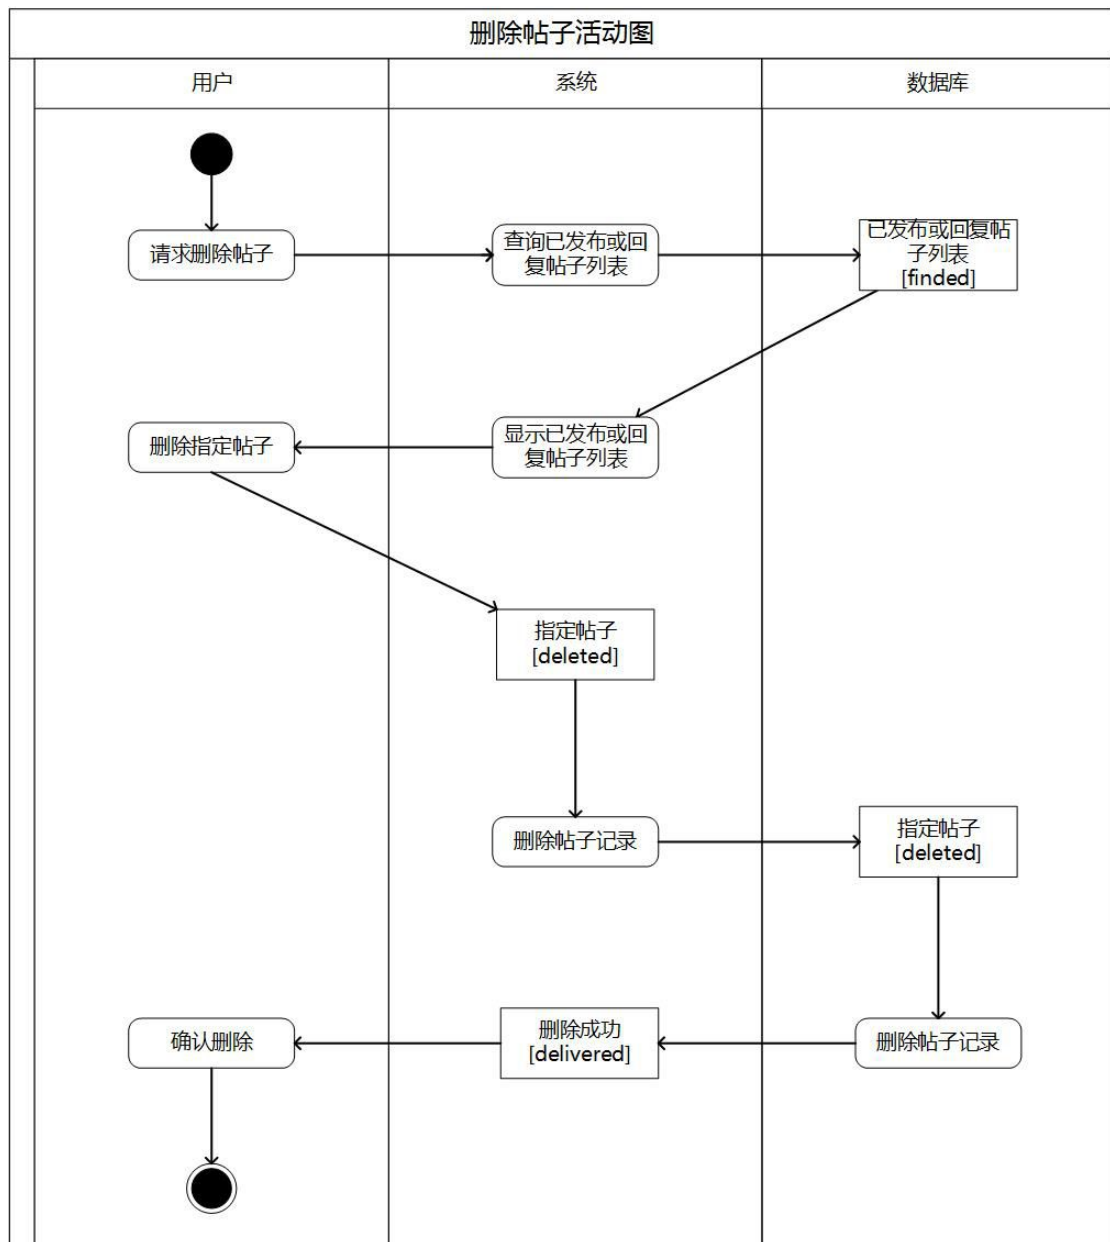 删除帖子活动图
用户
系统
数据库
请求删除帖子
查询已发布或回
复帖子列表
已发布或回复帖
子列表
[finded]
删除指定帖子
显示已发布或回
复帖子列表
指定帖子
[deleted]
删除帖子记录
指定帖子
[deleted]
确认删除
删除成功
[delivered]
删除帖子记录